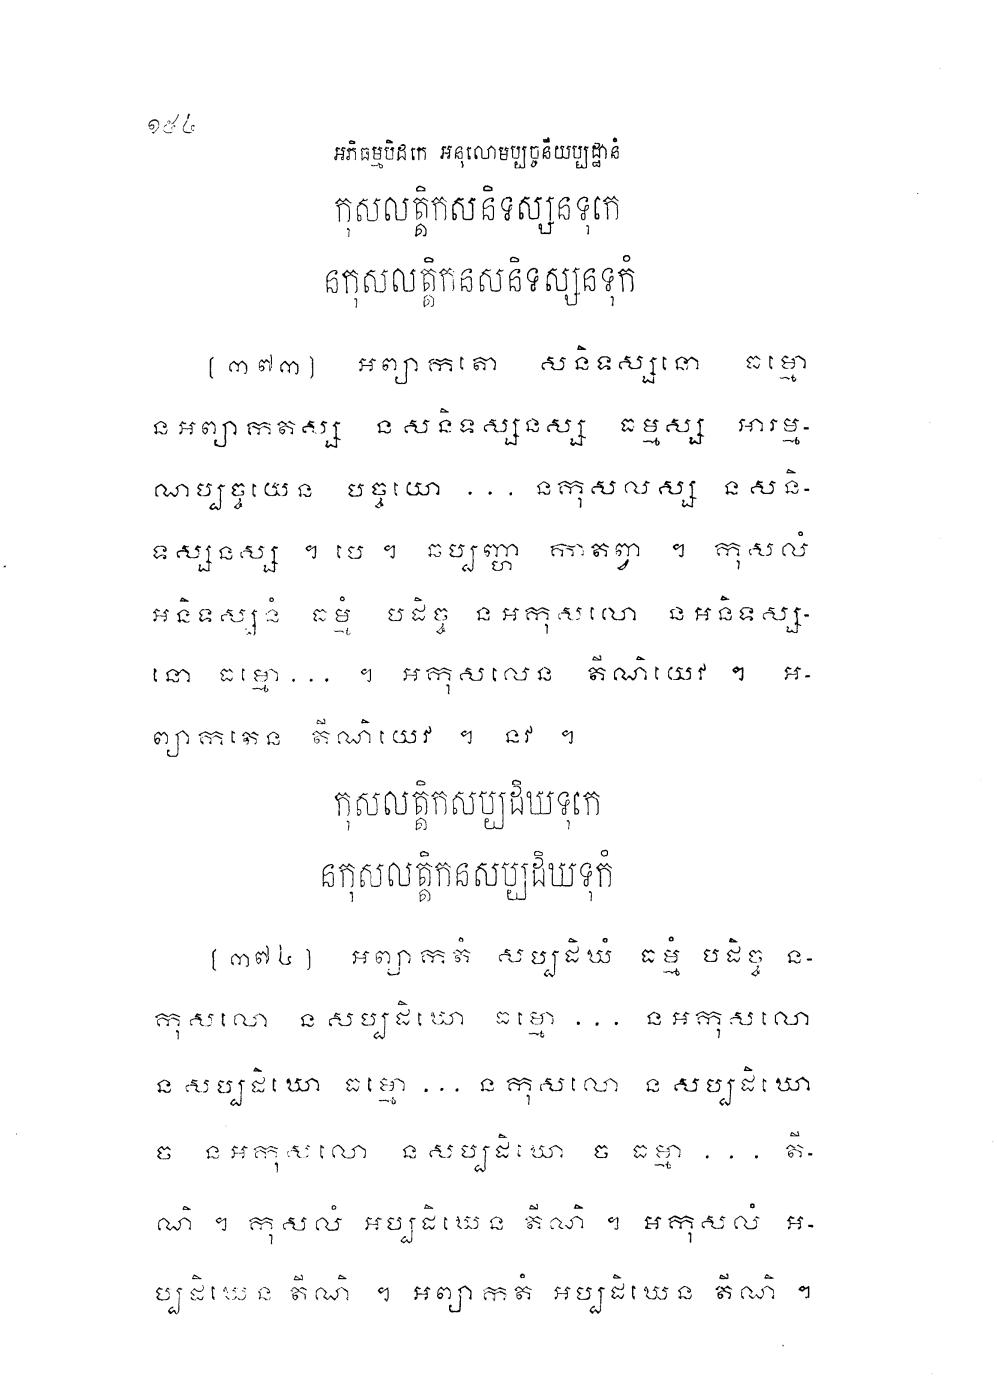 ១៩៤
អភិធម្មបិដកេ អនុលោមប្បច្ចនីយប្បដ្ឋានំ
កុសលត្តិកសនិទស្សនទុកេ
នកុសលត្តិកនសនិទស្សនទុកំ
[៣៧៣] អព្យាកតោ សនិទស្សនោ ធម្មោ
នអព្យាកតស្ស នសនិទស្សនស្ស ធម្មស្ស អារម្ម-
ណប្បច្ចយេន បច្ចយោ ... នកុសលស្ស នសនិ-
ទស្សនស្ស ។ បេ ។ ឆប្បញ្ហា កាតព្វា ។ កុសលំ
អនិទស្សនំ ធម្មំ បដិច្ច នអកុសលោ នអនិទស្ស-
នោ ធម្មោ... ។ អកុសលេន តីណិយេវ ។ អ-
ព្យាកតេន តីណិយេវ ។ នវ ។
កុសលត្តិកសប្បដិឃទុកេ
នកុសលត្តិកនសប្បដិឃទុកំ
[៣៧៤] អព្យាកតំ សប្បដិឃំ ធម្មំ បដិច្ច ន-
កុសលោ នសប្បដិឃោ ធម្មោ ... នអកុសលោ
នសប្បដិឃោ ធម្មោ ... នកុសលោ នសប្បដិឃោ
ច នអកុសលោ នសប្បដិឃោ ច ធម្មា ... តី-
ណិ ។ កុសលំ អប្បដិឃេន តីណិ ។ អកុសលំ អ-
ប្បដិឃេន តីណិ ។ អព្យាកតំ អប្បដិឃេន តីណិ ។